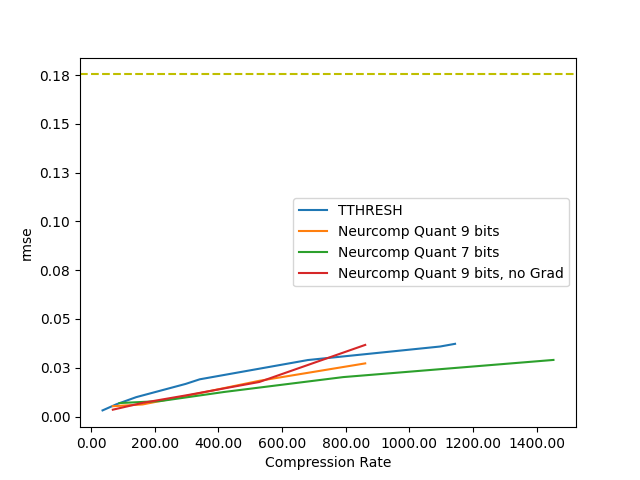 0.18
0.15
0.13
0.10
0.08
0.05
0.03
0.00
rmse
TTHRESH
Neurcomp Quant 9 bits
Neurcomp Quant 7 bits
Neurcomp Quant 9 bits, no Grad
0.00 200.00 400.00 600.00 800.00 1000.00 1200.00 1400.00
Compression Rate